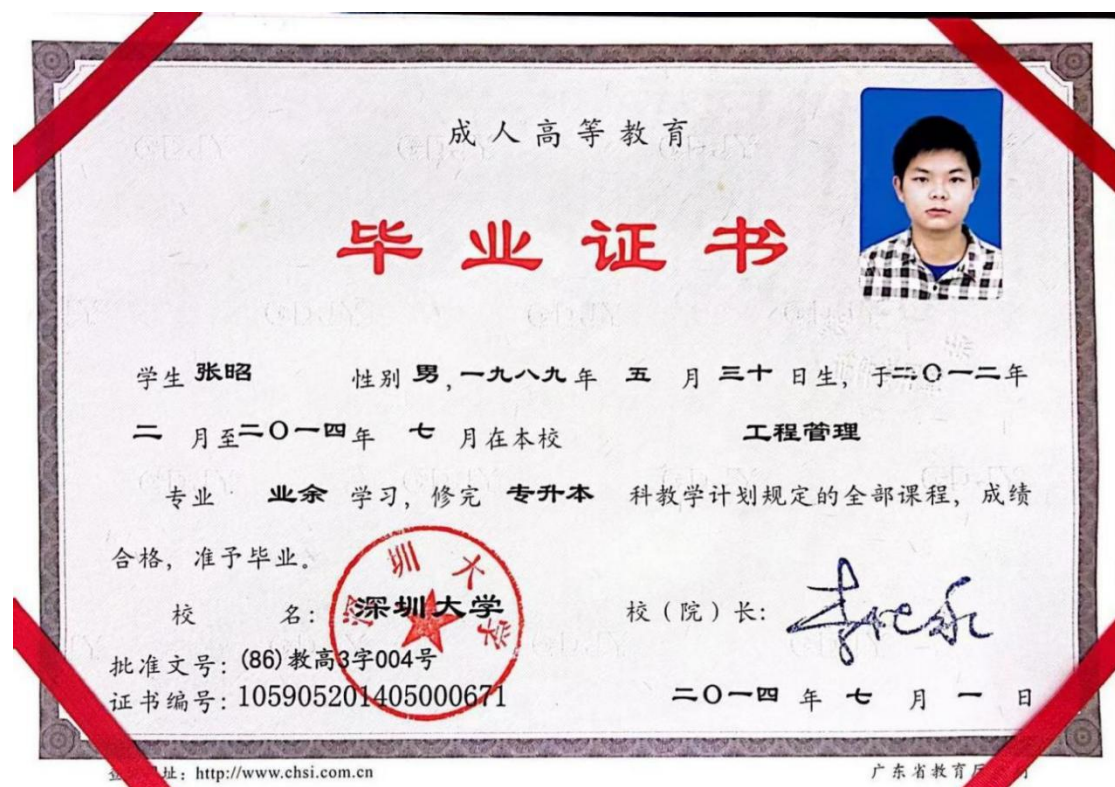 成人高等教育
毕业证书
学生 张昭 性别 男,一九八九年 五 月 三十 日生,于二〇一二年
二 月至二〇一四年 七 月在本校 工程管理
专业 业余 学习,修完 专升本 科教学计划规定的全部课程,成绩
合格,准予毕业。
深圳大学
校 名:深圳大学 校(院)长:
批准文号:(86)教高3字004号
证书编号:105905201405000671 二〇一四 年 七 月 一 日
址:http://www.chsi.com.cn 广东省教育厅